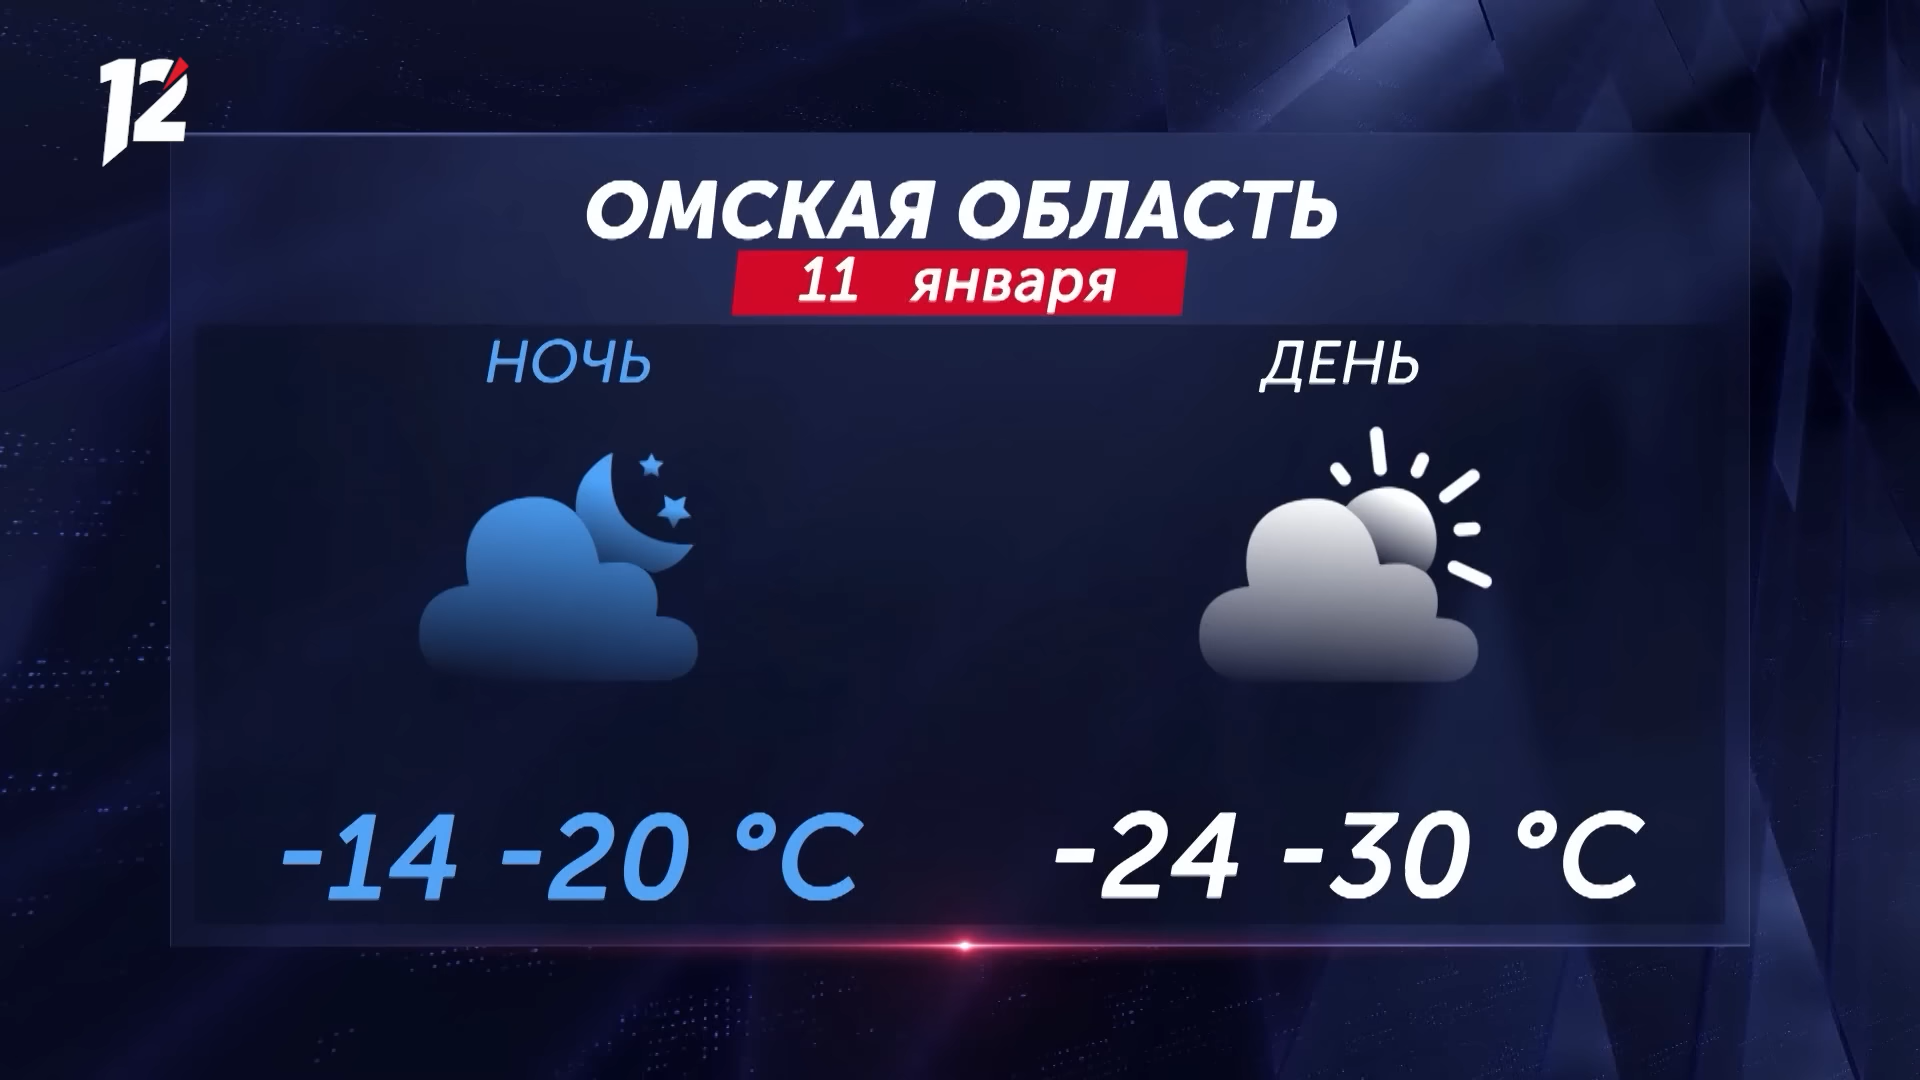 12
ОМСКАЯ ОБЛАСТЬ
11 января
НОЧЬ
ДЕНЬ
-14 -20 °C
-24 -30 °C